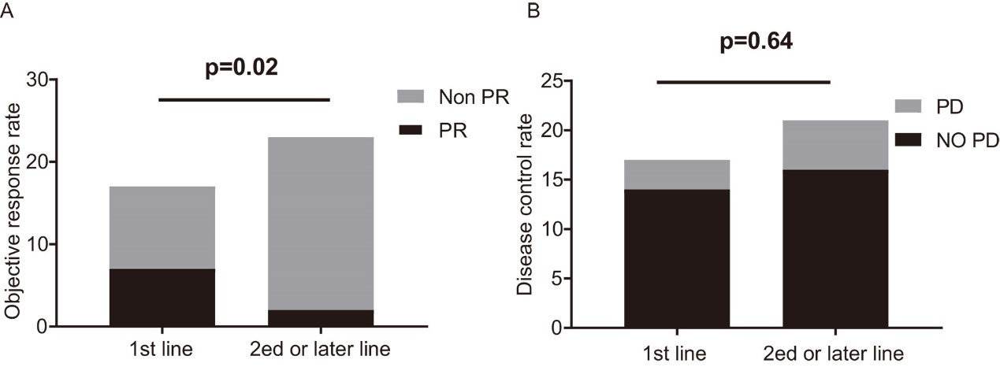 A
p=0.02
Objective response rate
30
20
10
0
1st line
2ed or later line
Non PR
PR
B
p=0.64
Disease control rate
25
20
15
10
5
0
1st line
2ed or later line
PD
NO PD